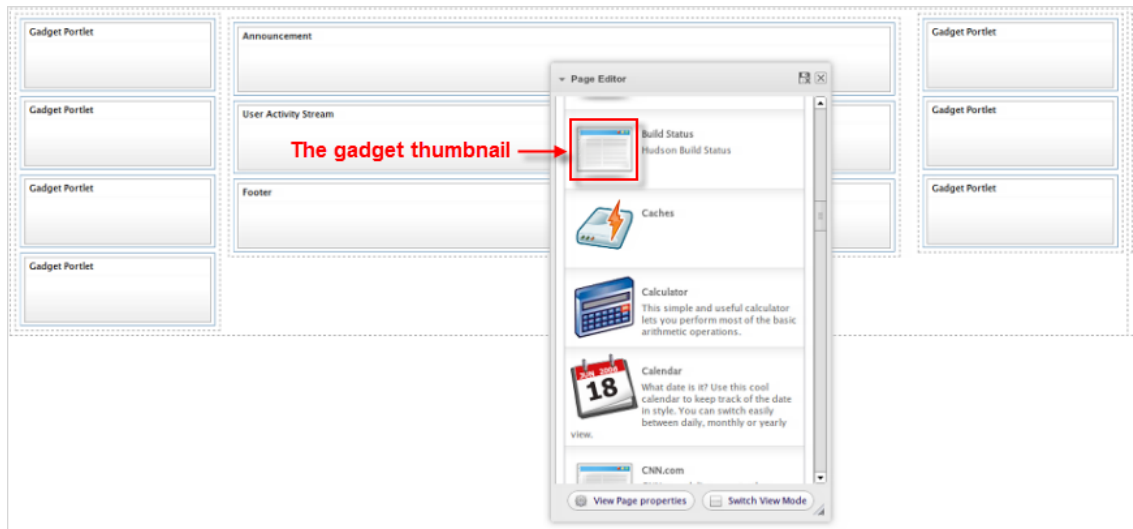 Gadget Portlet
Gadget Portlet
Gadget Portlet
Gadget Portlet
Announcement
User Activity Stream
Footer
Gadget Portlet
Gadget Portlet
Gadget Portlet
The gadget thumbnail
Page Editor
Build Status
Hudson Build Status
Caches
Calculator
This simple and useful calculator
lets you perform most of the basic
arithmetic operations.
JUN 2006
18
Calendar
What date is it? Use this cool
calendar to keep track of the date
in style. You can switch easily
between daily, monthly or yearly
view.
CNN.com
View Page properties
Switch View Mode